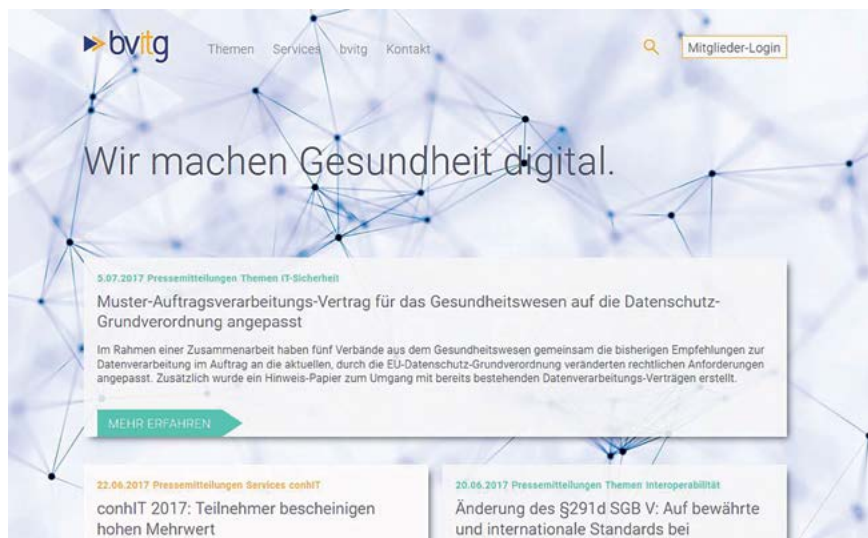 bvitg
Themen Services bvitg Kontakt
Mitglieder-Login
Wir machen Gesundheit digital.
5.07.2017 Pressemitteilungen Themen IT-Sicherheit
Muster-Auftragsverarbeitungs-Vertrag für das Gesundheitswesen auf die Datenschutz-
Grundverordnung angepasst
Im Rahmen einer Zusammenarbeit haben fünf Verbände aus dem Gesundheitswesen gemeinsam die bisherigen Empfehlungen zur
Datenverarbeitung im Auftrag an die aktuellen, durch die EU-Datenschutz-Grundverordnung veränderten rechtlichen Anforderungen
angepasst. Zusätzlich wurde ein Hinweis-Papier zum Umgang mit bereits bestehenden Datenverarbeitungs-Verträgen erstellt.
MEHR ERFAHREN
22.06.2017 Pressemitteilungen Services conhIT
conhIT 2017: Teilnehmer bescheinigen
hohen Mehrwert
20.06.2017 Pressemitteilungen Themen Interoperabilität
Änderung des §291d SGB V: Auf bewährte
und internationale Standards bei